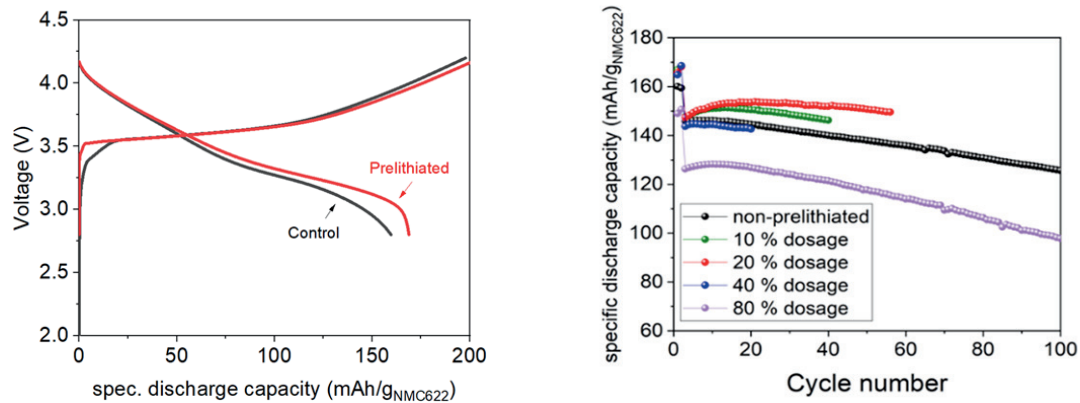 4.5
4.0
3.5
3.0
2.5
2.0
Voltage (V)
Prelithiated
Control
0 50 100 150 200
spec. discharge capacity (mAh/gNMC622)
180
160
140
120
100
80
60
specific discharge capacity (mAh/gNMC622)
non-prelithiated
10 % dosage
20 % dosage
40 % dosage
80 % dosage
0 20 40 60 80 100
Cycle number